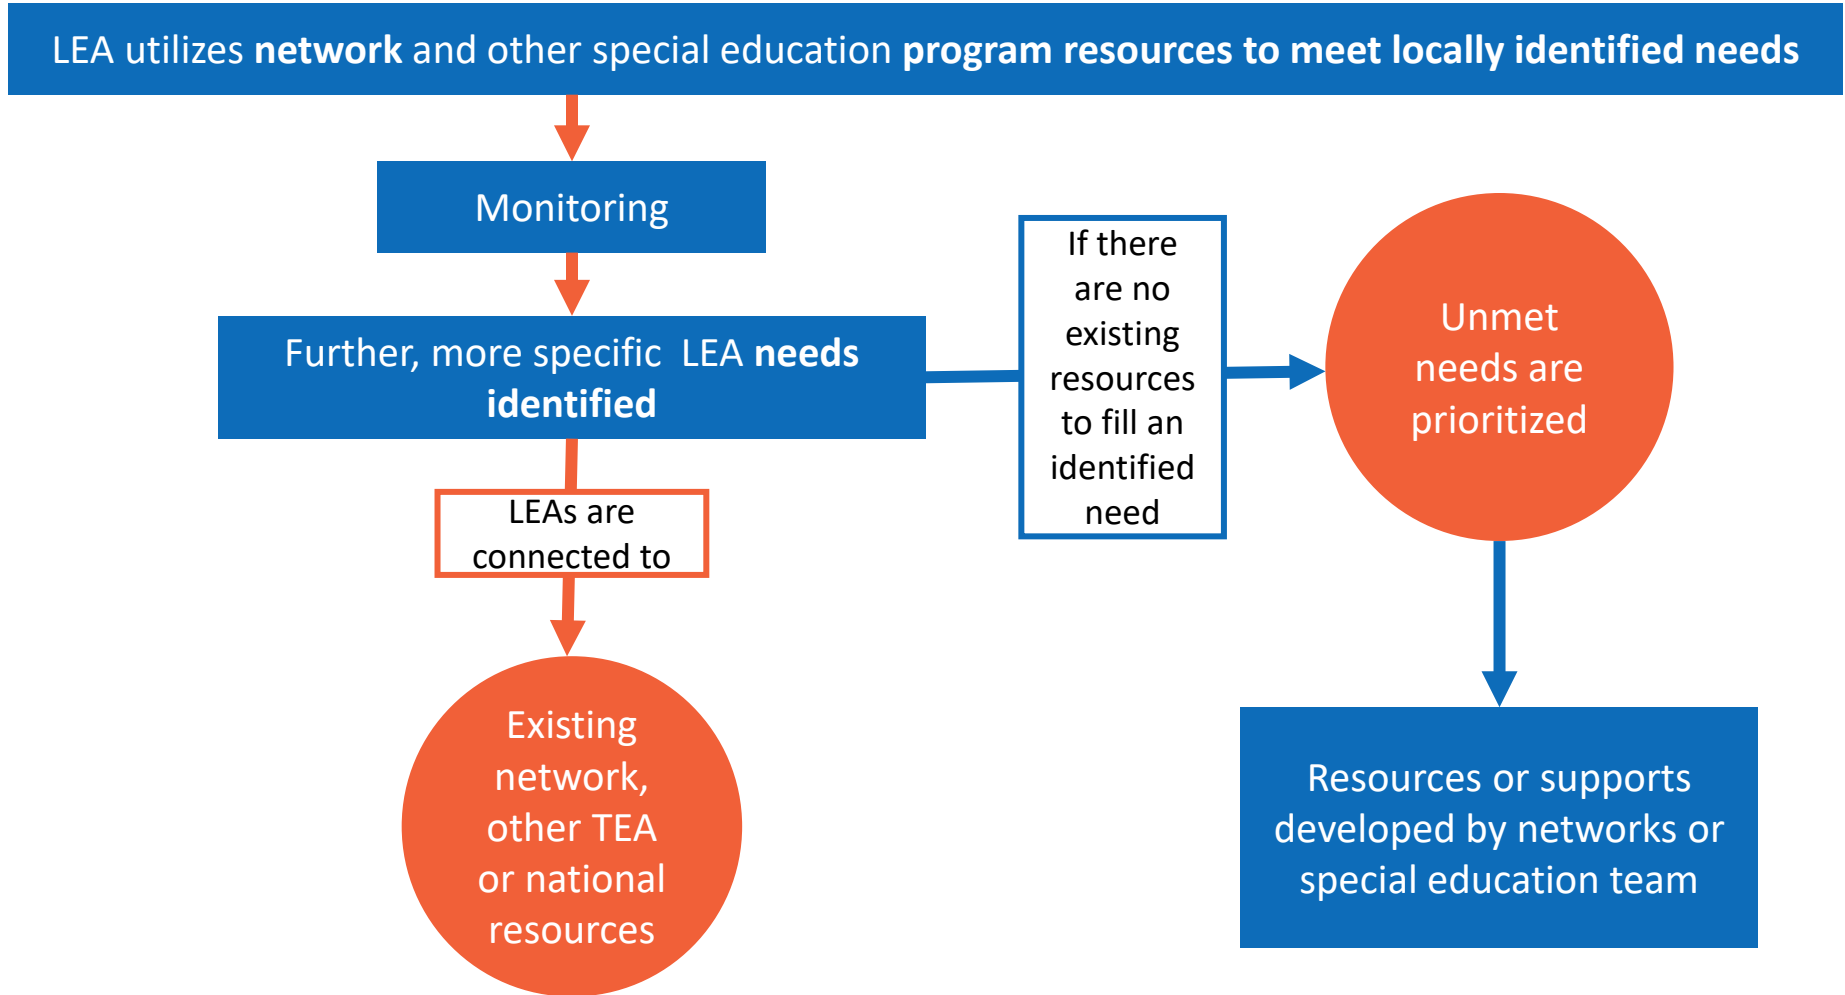 LEA utilizes network and other special education program resources to meet locally identified needs
Monitoring
Further, more specific LEA needs
identified
LEAs are
connected to
Existing
network,
other TEA
or national
resources
If there
are no
existing
resources
to fill an
identified
need
Unmet
needs are
prioritized
Resources or supports
developed by networks or
special education team